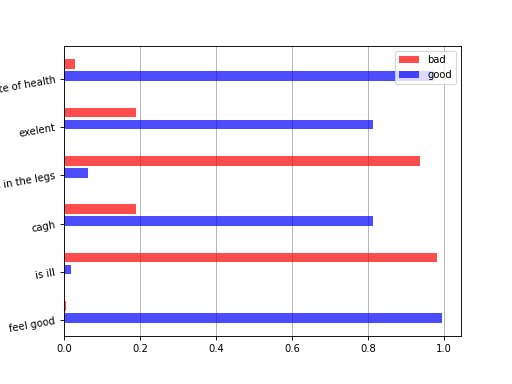 bad
good
te of health
exelent
in the legs
cagh
is ill
feel good
0.0 0.2 0.4 0.6 0.8 1.0